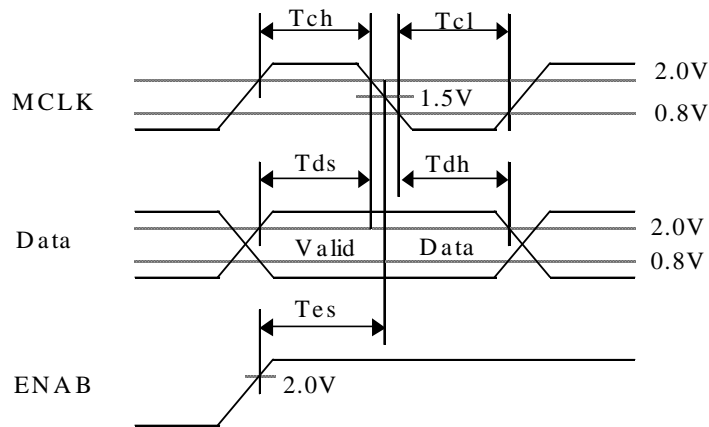 Tch Tcl
2.0V
MCLK 1.5V
0.8V
Tds Tdh
2.0V
Data Valid Data
0.8V
Tes
ENAB 2.0V